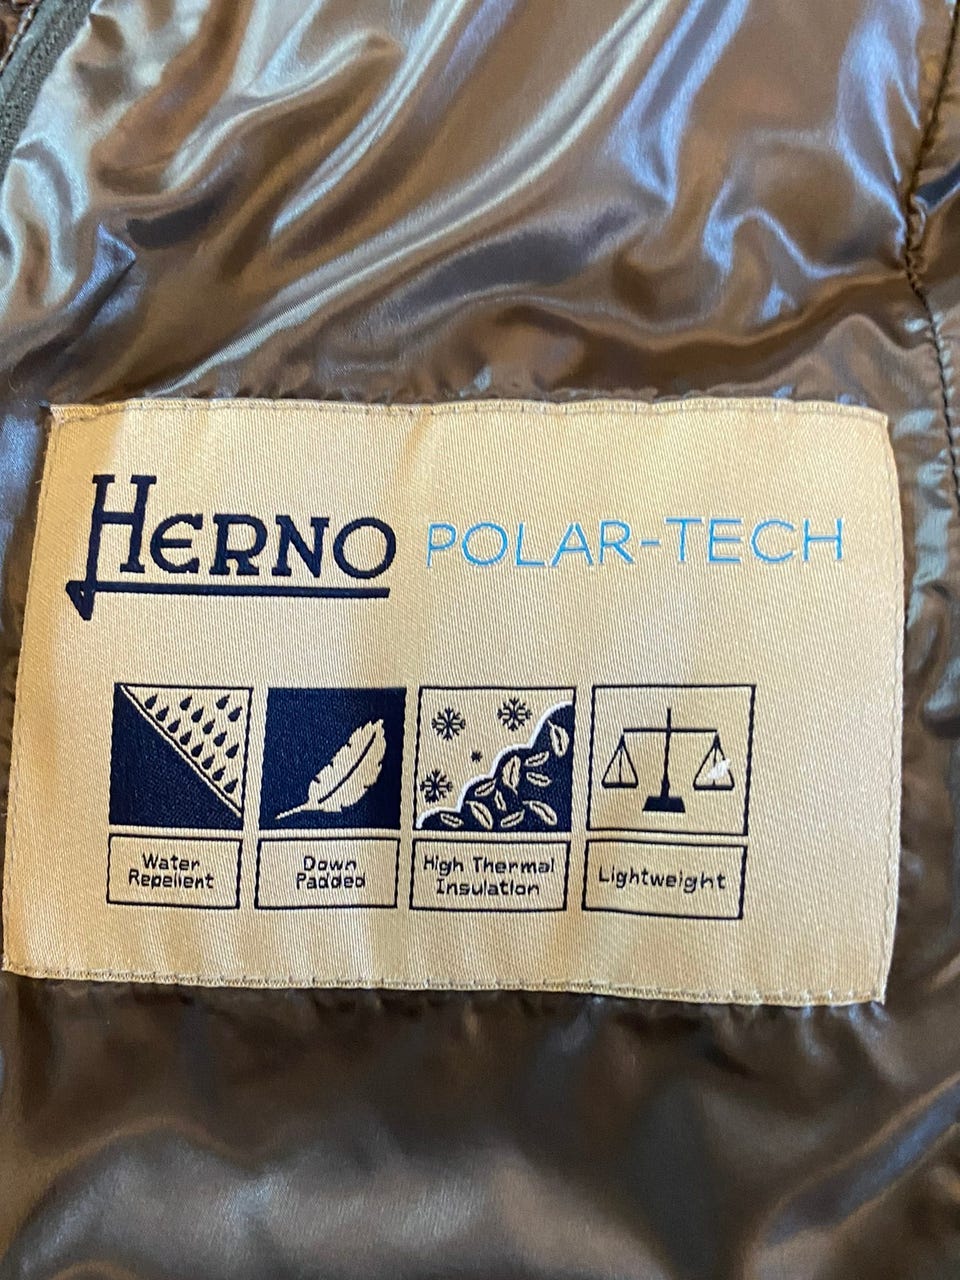 HERNO POLAR-TECH
Water
Repellent
Down
Padded
High Thermal
Insulation
Lightweight